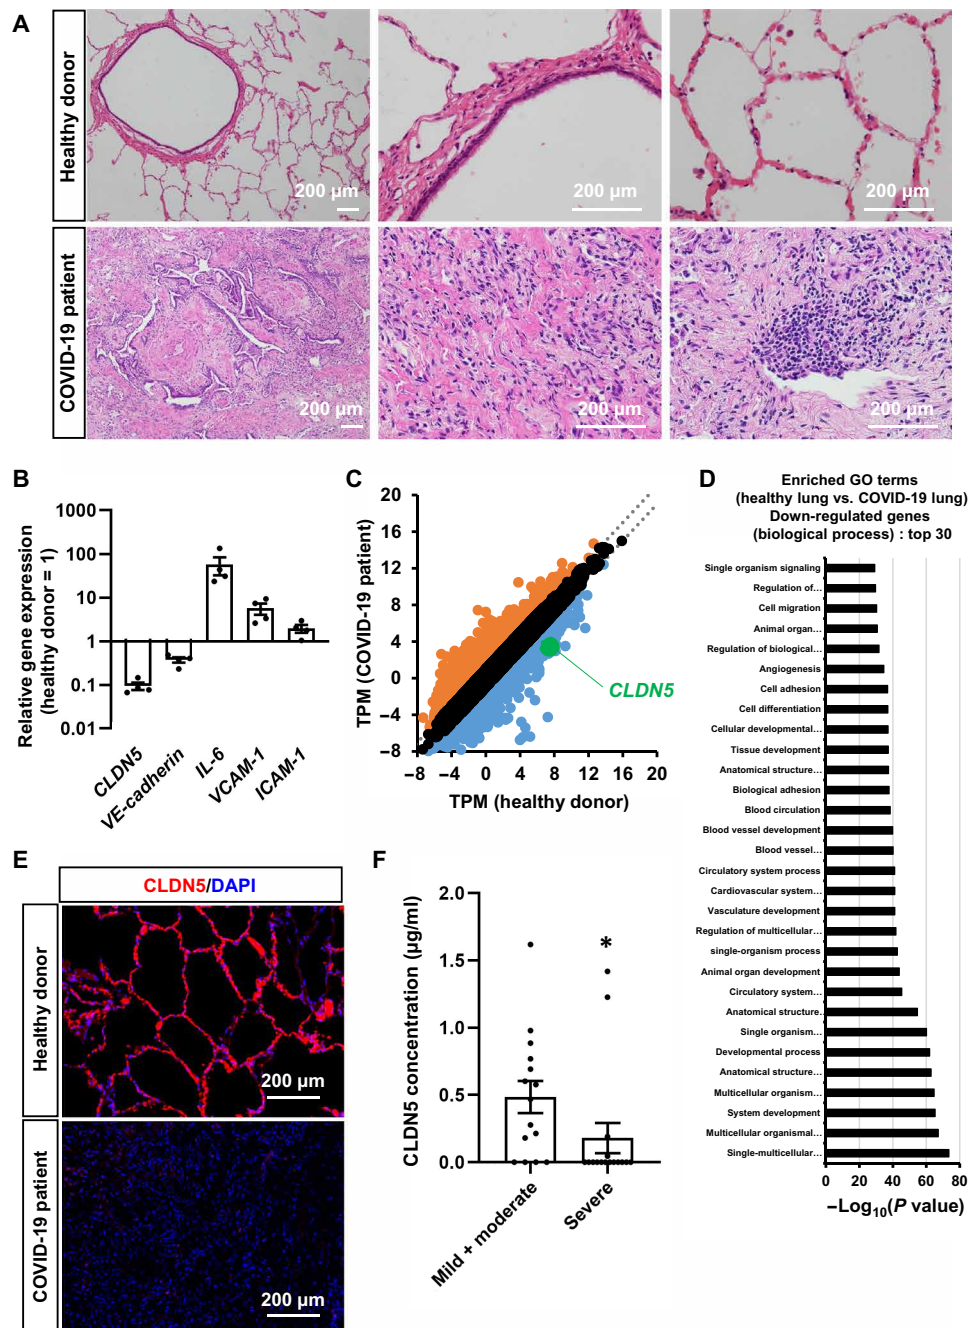 A
Healthy donor
200 µm
200 µm
200 µm
COVID-19 patient
200 µm
200 µm
200 µm
B
Relative gene expression
(healthy donor = 1)
1000
100
10
1
0.1
0.01
CLDN5
VE-cadherin
IL-6
VCAM-1
ICAM-1
C
TPM (COVID-19 patient)
20
16
12
8
4
0
−4
−8
−8 −4 0 4 8 12 16 20
TPM (healthy donor)
CLDN5
D
Enriched GO terms
(healthy lung vs. COVID-19 lung)
Down-regulated genes
(biological process) : top 30
Single organism signaling
Regulation of…
Cell migration
Animal organ…
Regulation of biological…
Angiogenesis
Cell adhesion
Cell differentiation
Cellular developmental…
Tissue development
Anatomical structure…
Biological adhesion
Blood circulation
Blood vessel development
Blood vessel…
Circulatory system process
Cardiovascular system…
Vasculature development
Regulation of multicellular…
single-organism process
Animal organ development
Circulatory system…
Anatomical structure…
Single organism…
Developmental process
Anatomical structure…
Multicellular organism…
System development
Multicellular organismal…
Single-multicellular…
0 20 40 60 80
−Log10(P value)
E
CLDN5/DAPI
Healthy donor
200 µm
COVID-19 patient
200 µm
F
CLDN5 concentration (µg/ml)
2.0
1.5
1.0
0.5
0.0
*
Mild + moderate
Severe